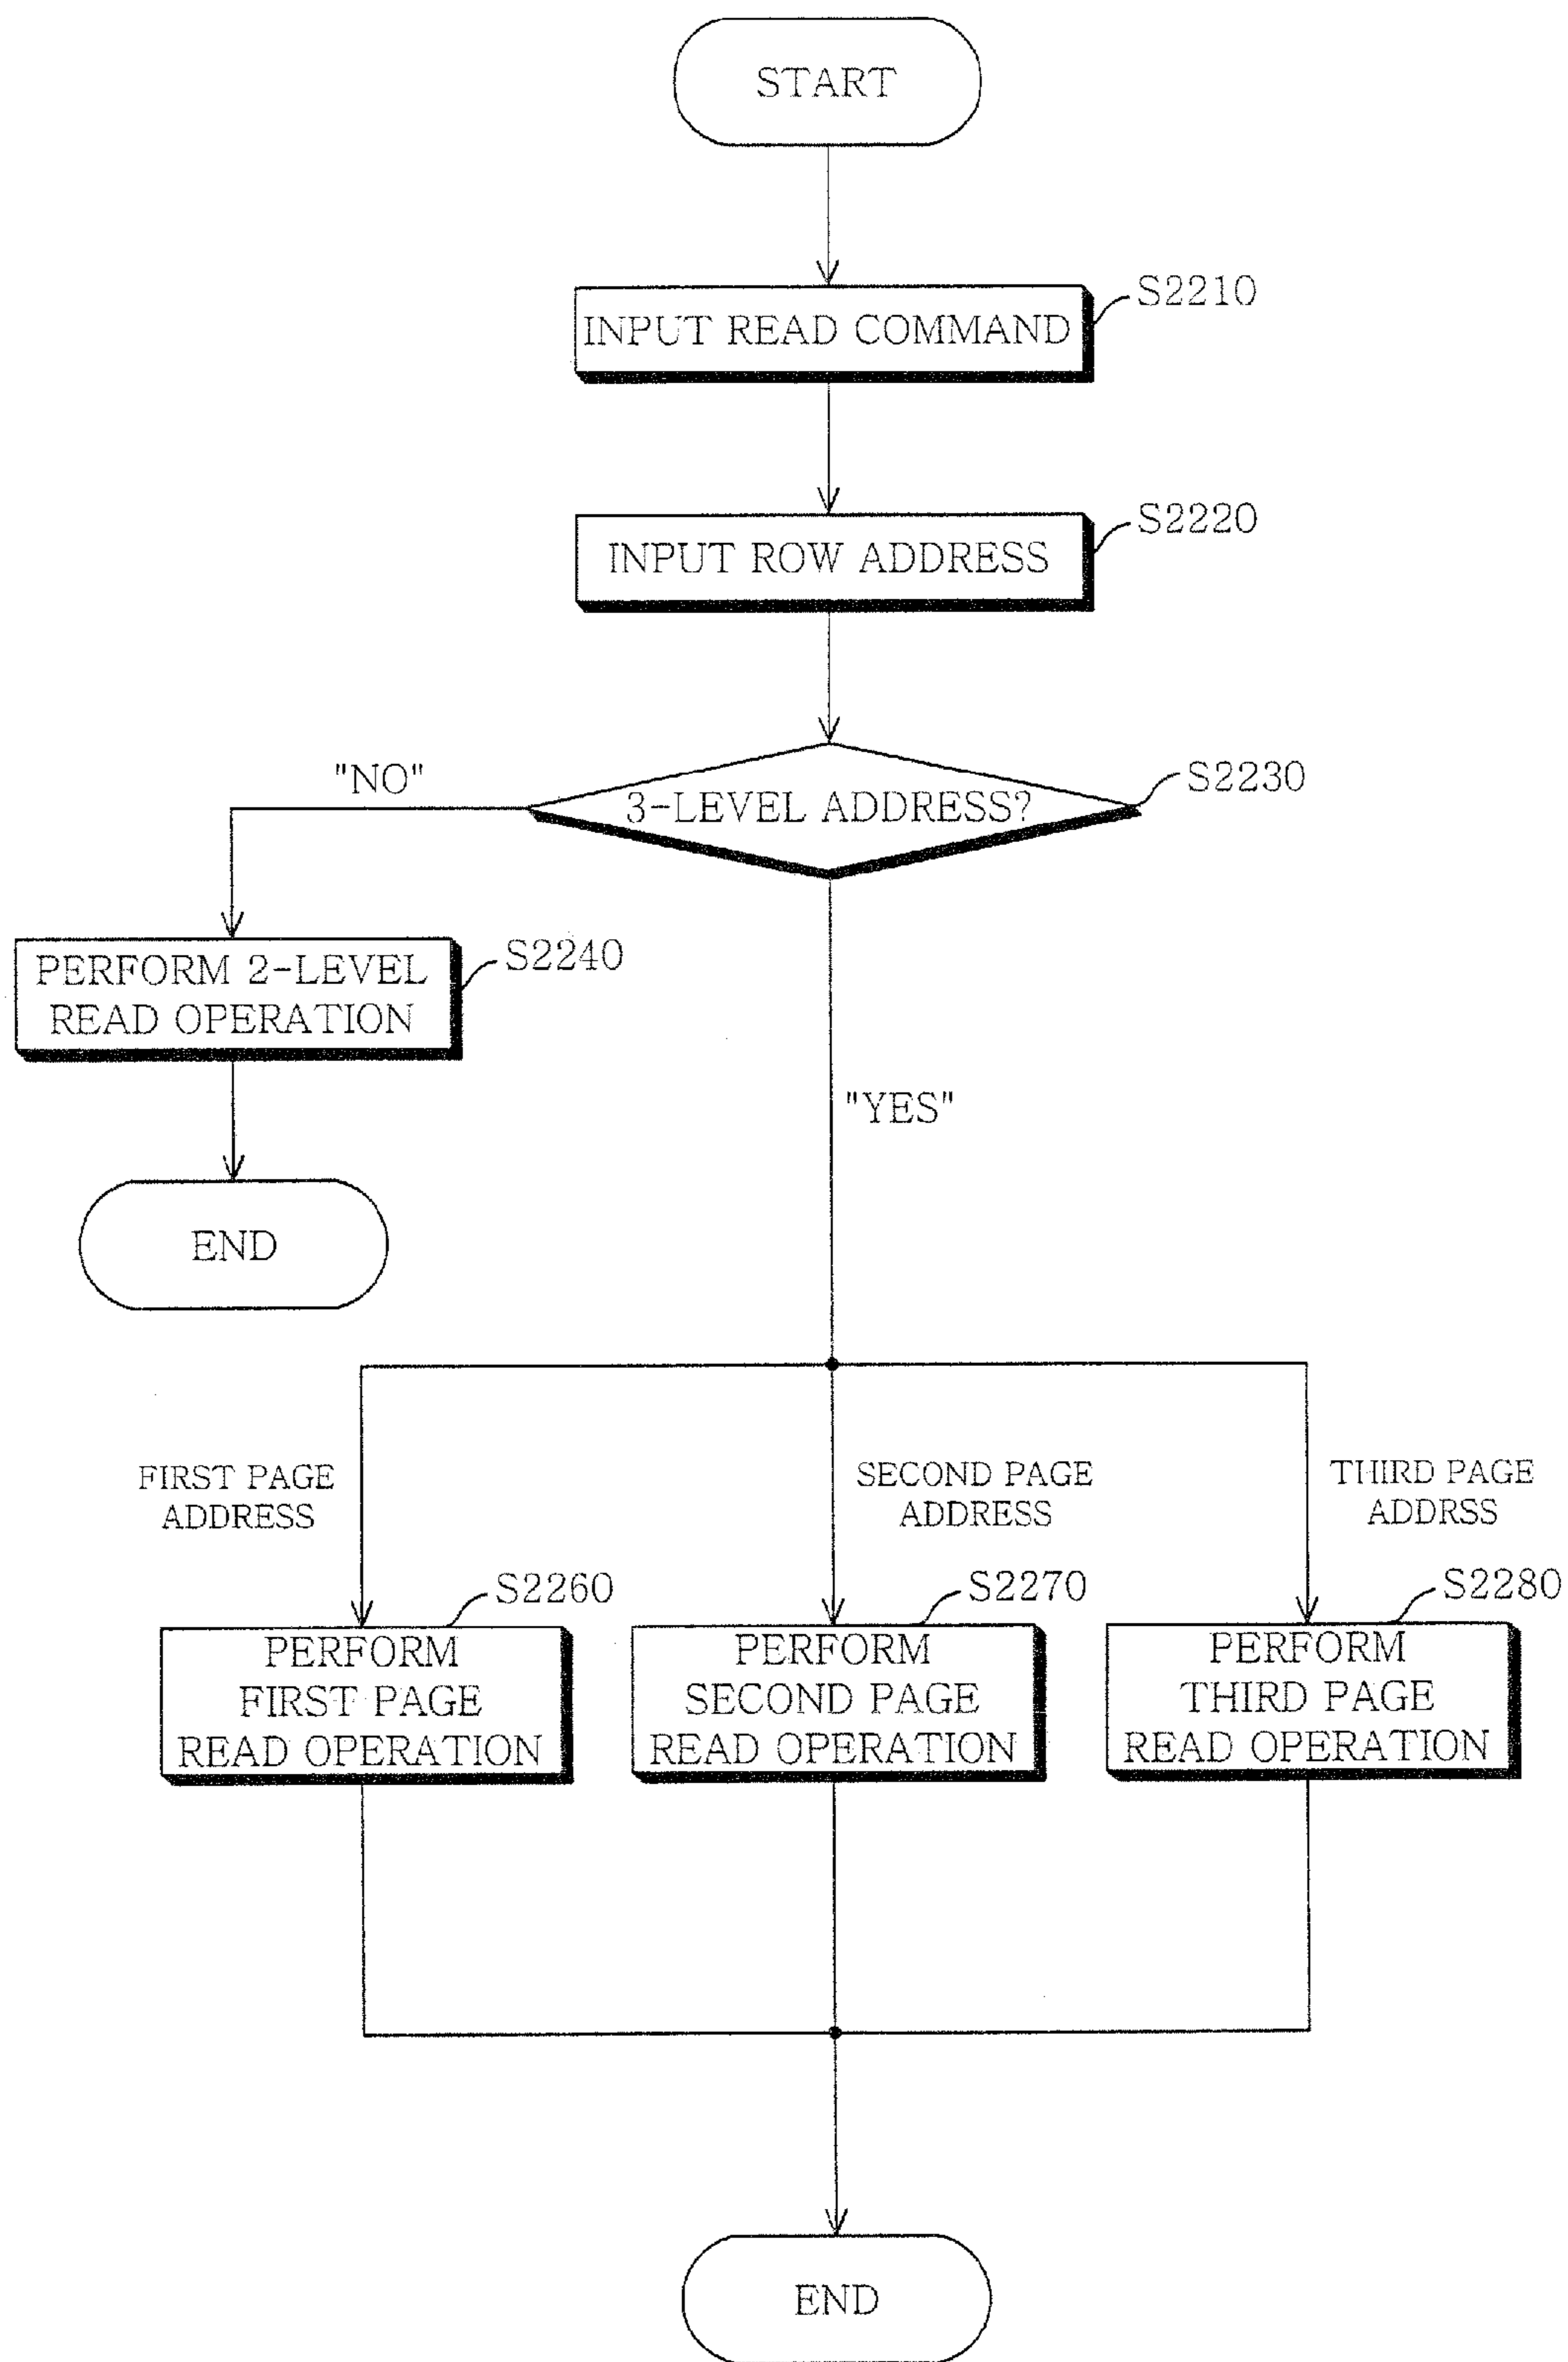 START
INPUT READ COMMAND
S2210
INPUT ROW ADDRESS
S2220
3-LEVEL ADDRESS?
S2230
"NO"
PERFORM 2-LEVEL
READ OPERATION
S2240
"YES"
END
FIRST PAGE
ADDRESS
SECOND PAGE
ADDRESS
THIRD PAGE
ADDRSS
S2260
PERFORM
FIRST PAGE
READ OPERATION
S2270
PERFORM
SECOND PAGE
READ OPERATION
S2280
PERFORM
THIRD PAGE
READ OPERATION
END